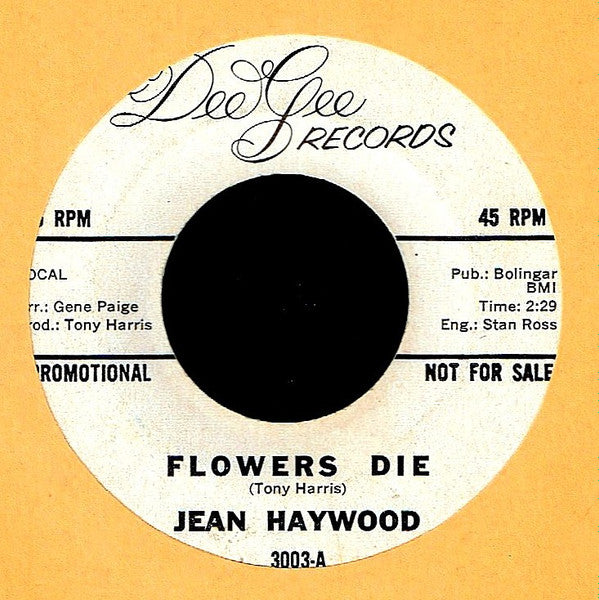 Dee Gee
RECORDS
RPM 45 RPM
OCAL Pub.: Bolingar
BMI
rr.: Gene Paige Time: 2:29
rod.: Tony Harris Eng.: Stan Ross
ROMOTIONAL NOT FOR SALE
FLOWERS DIE
(Tony Harris)
JEAN HAYWOOD
3003-A